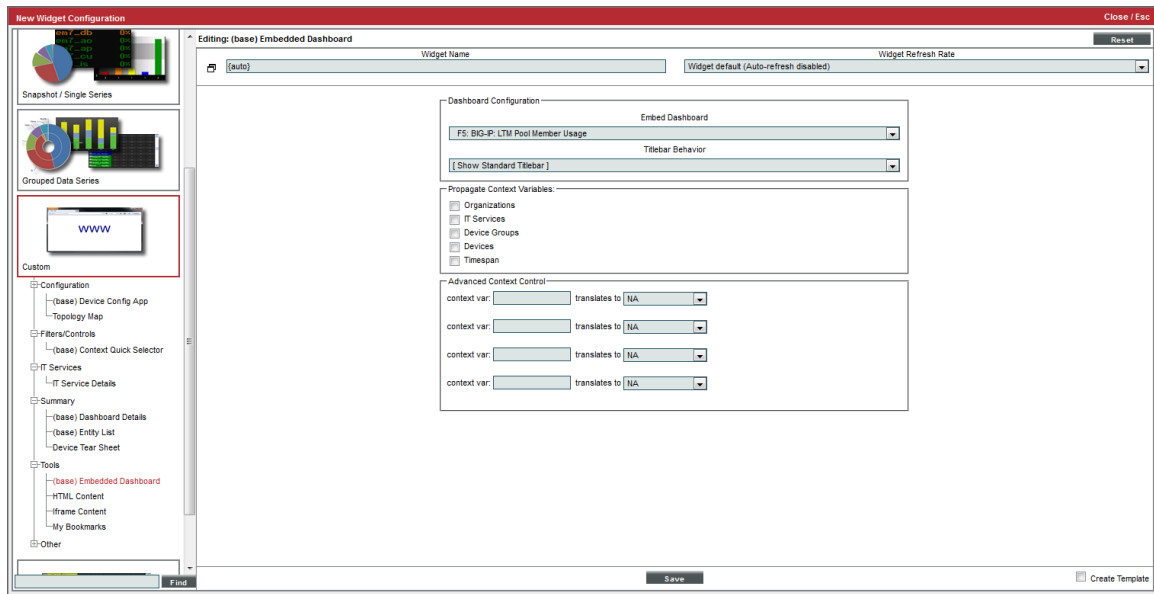 New Widget Configuration
Close / Esc
Snapshot / Single Series
Grouped Data Series
www
Custom
Configuration
(base) Device Config App
Topology Map
Filters/Controls
(base) Context Quick Selector
IT Services
IT Service Details
Summary
(base) Dashboard Details
(base) Entity List
Device Tear Sheet
Tools
(base) Embedded Dashboard
HTML Content
Iframe Content
My Bookmarks
Other
Find
Editing: (base) Embedded Dashboard
Reset
Widget Name
Widget Refresh Rate
{auto}
Widget default (Auto-refresh disabled)
Dashboard Configuration
Embed Dashboard
F5: BIG-IP: LTM Pool Member Usage
Titlebar Behavior
[ Show Standard Titlebar ]
Propagate Context Variables:
Organizations
IT Services
Device Groups
Devices
Timespan
Advanced Context Control
context var: translates to NA
context var: translates to NA
context var: translates to NA
context var: translates to NA
Save
Create Template